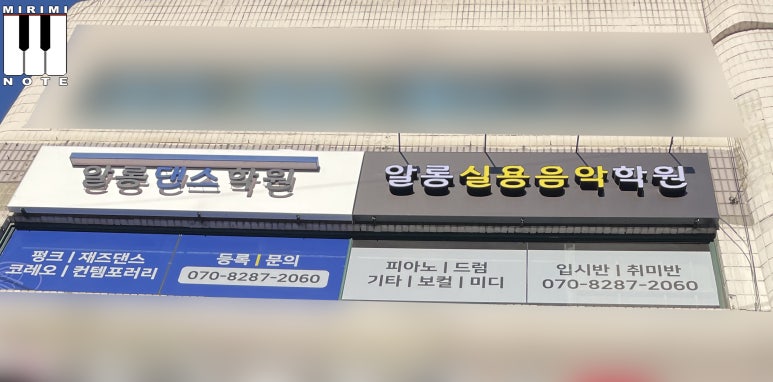 MIRIMI
NOTE
알롱댄스학원
알롱실용음악학원
펑크 | 재즈댄스
코레오 | 컨템포러리
등록 | 문의
070-8287-2060
피아노 | 드럼
기타 | 보컬 | 미디
입시반 | 취미반
070-8287-2060